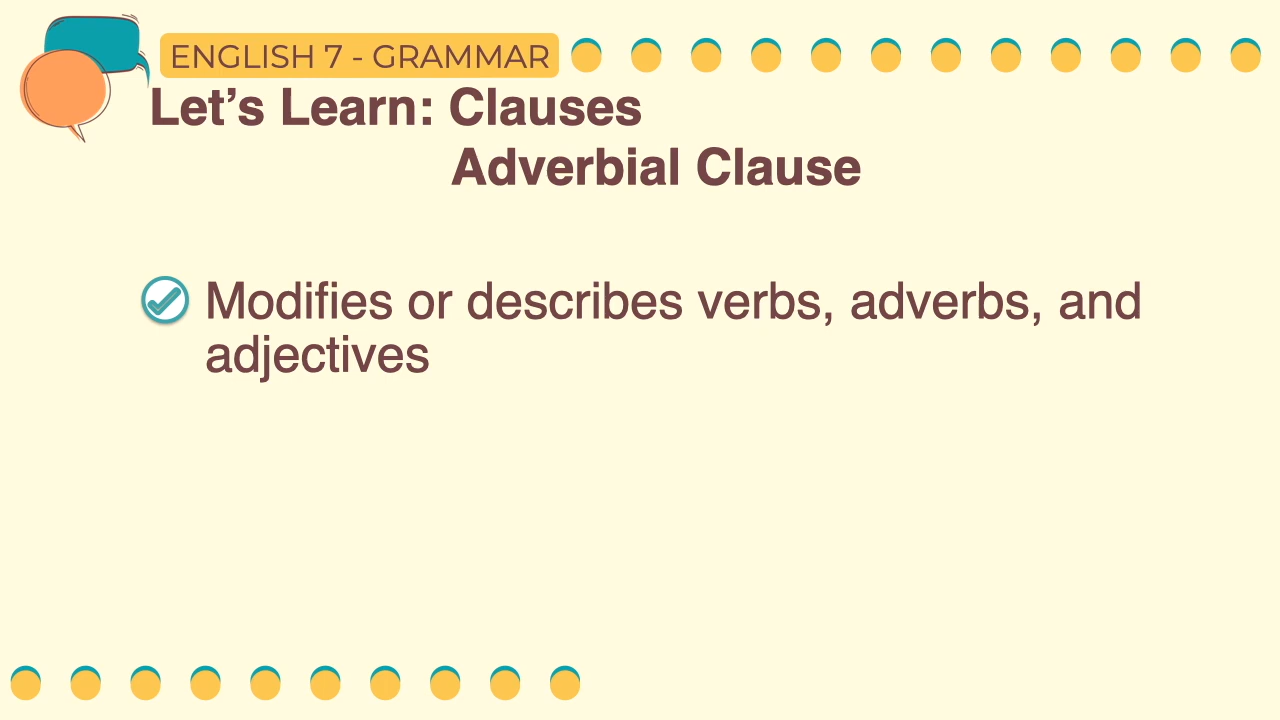 ENGLISH 7 - GRAMMAR
Let’s Learn: Clauses
Adverbial Clause
Modifies or describes verbs, adverbs, and
adjectives